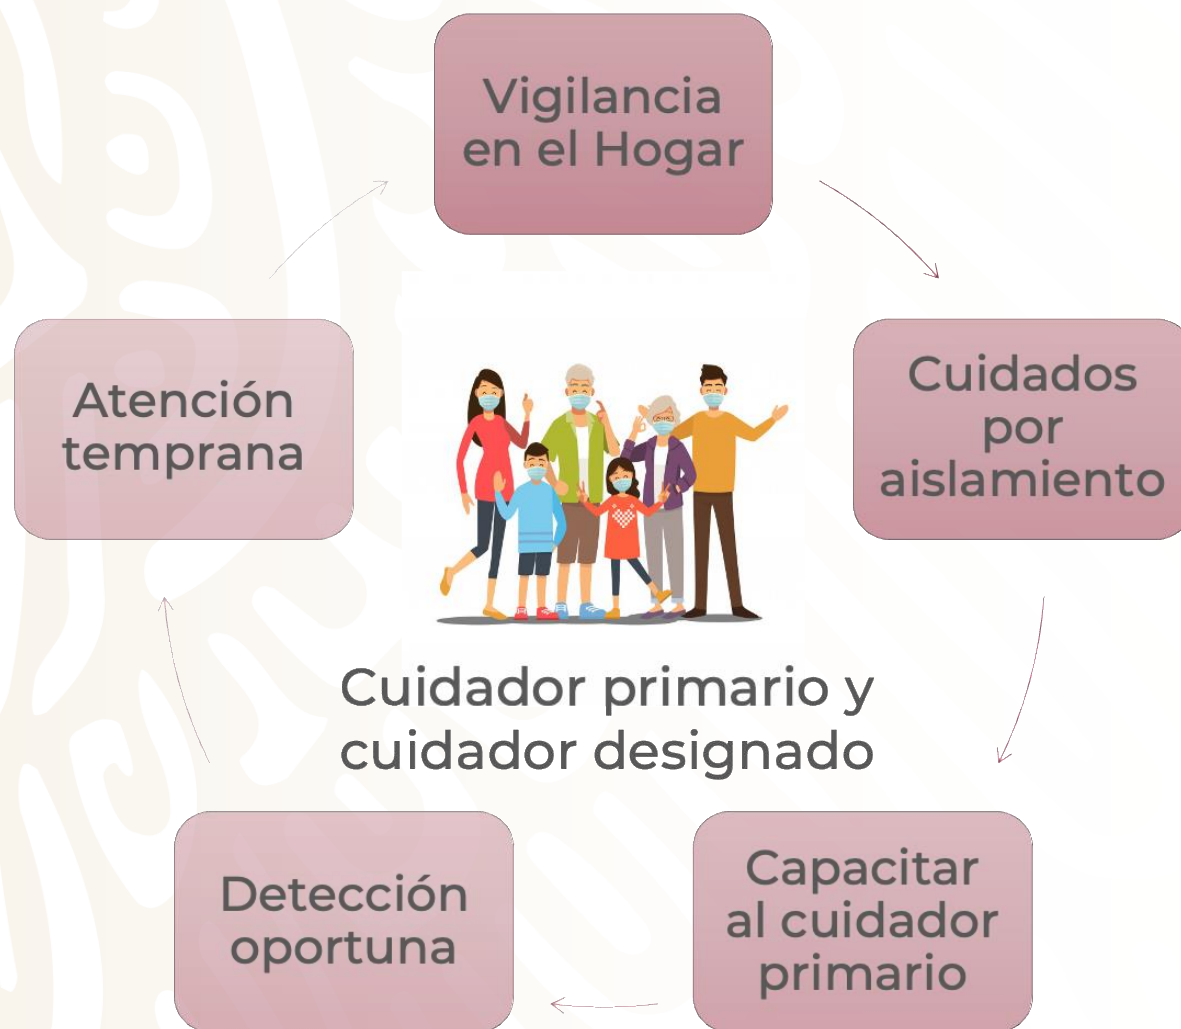 Vigilancia
en el Hogar
Cuidados
por
aislamiento
Capacitar
al cuidador
primario
Detección
oportuna
Atención
temprana
Cuidador primario y
cuidador designado